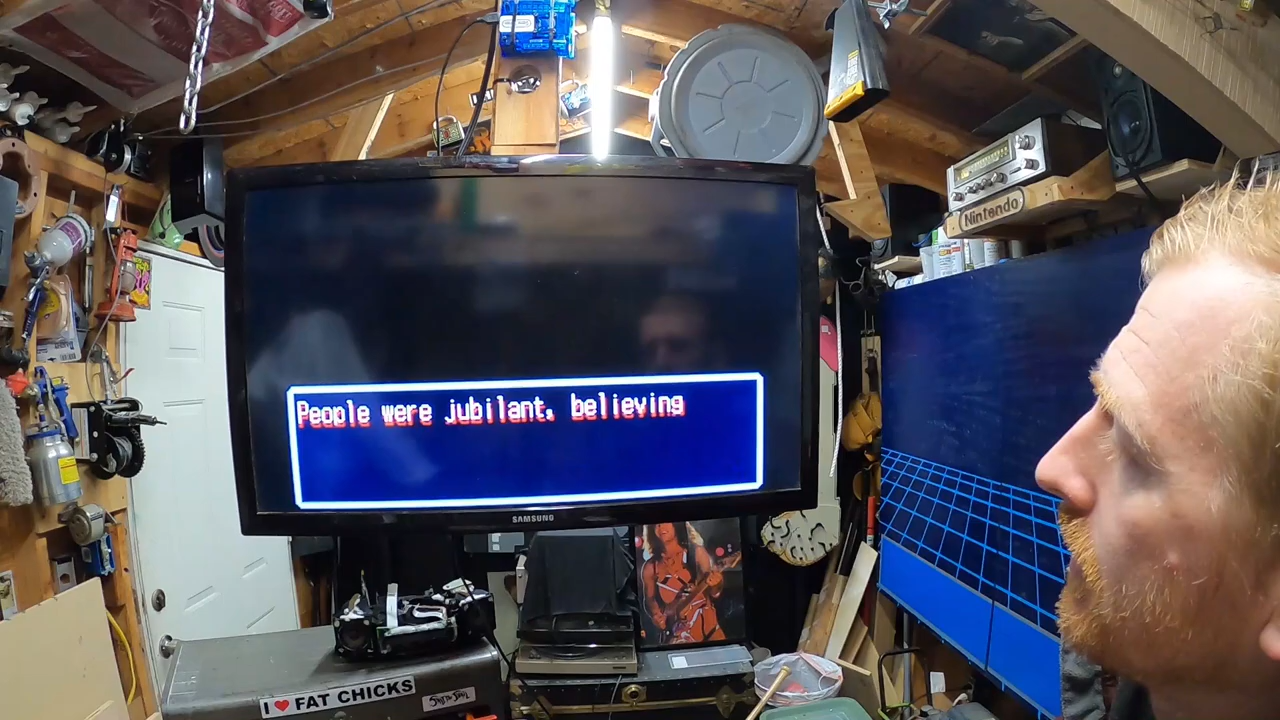 Nintendo
People were jubilant, believing
SAMSUNG
I ❤ FAT CHICKS